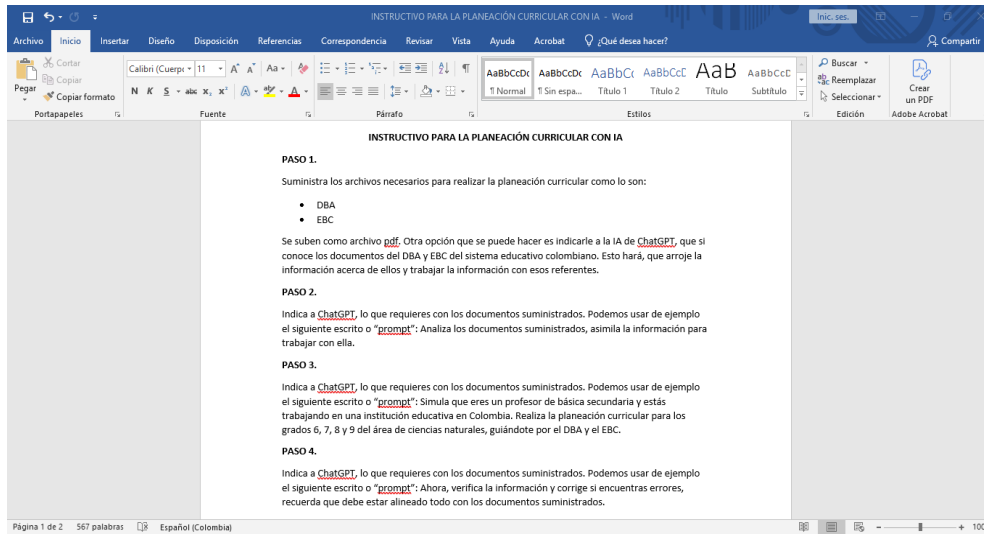 INSTRUCTIVO PARA LA PLANEACIÓN CURRICULAR CON IA - Word
Inic. ses.
Archivo Inicio Insertar Diseño Disposición Referencias Correspondencia Revisar Vista Ayuda Acrobat ¿Qué desea hacer? Compartir
Pegar
Cortar
Copiar
Copiar formato
Portapapeles
Calibri (Cuerpo 11
N K S abc x₂ x²
Fuente
Párrafo
AaBbCcDc AaBbCcDc AaBbCc AaBbCcE AaB AaBbCcE
¶ Normal ¶ Sin espa... Título 1 Título 2 Título Subtítulo
Estilos
Buscar
Reemplazar
Seleccionar
Edición
Crear
un PDF
Adobe Acrobat
INSTRUCTIVO PARA LA PLANEACIÓN CURRICULAR CON IA
PASO 1.
Suministra los archivos necesarios para realizar la planeación curricular como lo son:
• DBA
• EBC
Se suben como archivo pdf. Otra opción que se puede hacer es indicarle a la IA de ChatGPT, que si
conoce los documentos del DBA y EBC del sistema educativo colombiano. Esto hará, que arroje la
información acerca de ellos y trabajar la información con esos referentes.
PASO 2.
Indica a ChatGPT, lo que requieres con los documentos suministrados. Podemos usar de ejemplo
el siguiente escrito o “prompt”: Analiza los documentos suministrados, asimila la información para
trabajar con ella.
PASO 3.
Indica a ChatGPT, lo que requieres con los documentos suministrados. Podemos usar de ejemplo
el siguiente escrito o “prompt”: Simula que eres un profesor de básica secundaria y estás
trabajando en una institución educativa en Colombia. Realiza la planeación curricular para los
grados 6, 7, 8 y 9 del área de ciencias naturales, guiándote por el DBA y el EBC.
PASO 4.
Indica a ChatGPT, lo que requieres con los documentos suministrados. Podemos usar de ejemplo
el siguiente escrito o “prompt”: Ahora, verifica la información y corrige si encuentras errores,
recuerda que debe estar alineado todo con los documentos suministrados.
Página 1 de 2 567 palabras Español (Colombia) 100